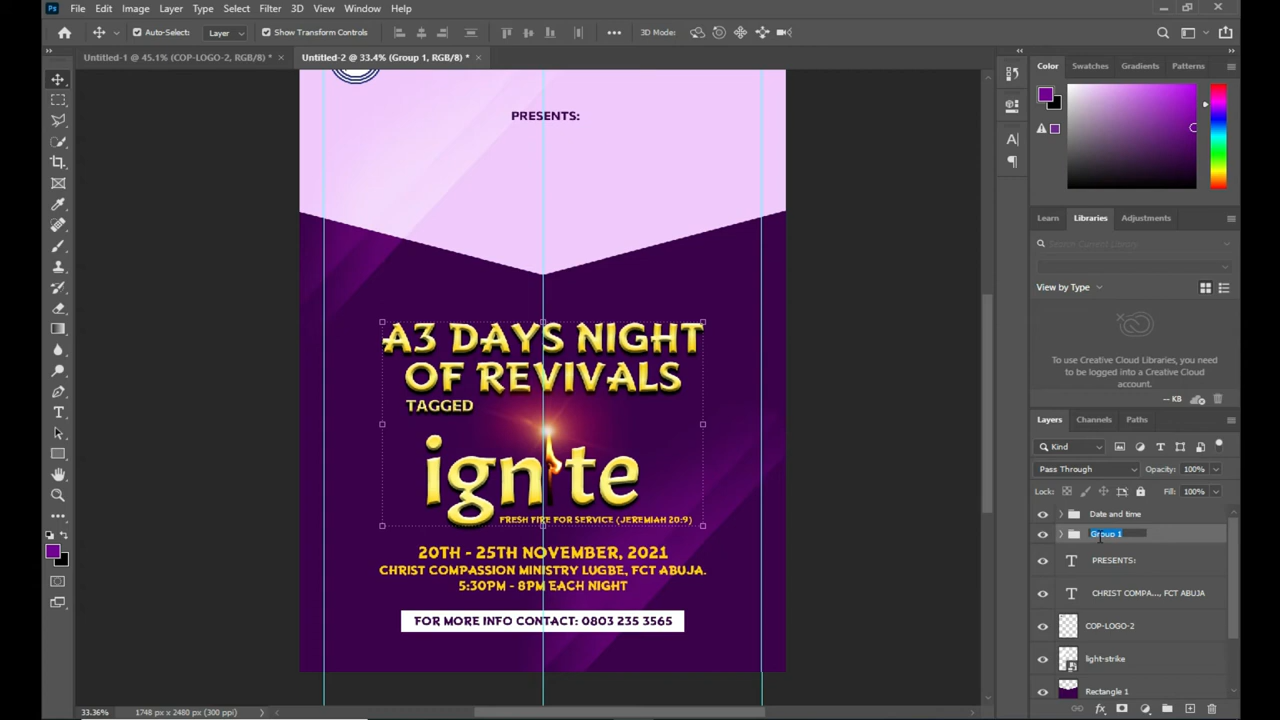 Ps File Edit Image Layer Type Select Filter 3D View Window Help
Auto-Select: Layer Show Transform Controls 3D Mode:
Untitled-1 @ 45.1% (COP-LOGO-2, RGB/8) * Untitled-2 @ 33.4% (Group 1, RGB/8) *
PRESENTS:
A3 DAYS NIGHT
OF REVIVALS
TAGGED
ignite
FRESH FIRE FOR SERVICE (JEREMIAH 20:9)
20TH - 25TH NOVEMBER, 2021
CHRIST COMPASSION MINISTRY LUGBE, FCT ABUJA.
5:30PM - 8PM EACH NIGHT
FOR MORE INFO CONTACT: 0803 235 3565
33.36% 1748 px x 2480 px (300 ppi)
Color Swatches Gradients Patterns
Learn Libraries Adjustments
Search Current Library
View by Type
To use Creative Cloud Libraries, you
need to be logged into a Creative Cloud
account.
-- KB
Layers Channels Paths
Kind
Pass Through Opacity: 100%
Lock: Fill: 100%
Date and time
Group 1
PRESENTS:
CHRIST COMPA..., FCT ABUJA
COP-LOGO-2
light-strike
Rectangle 1